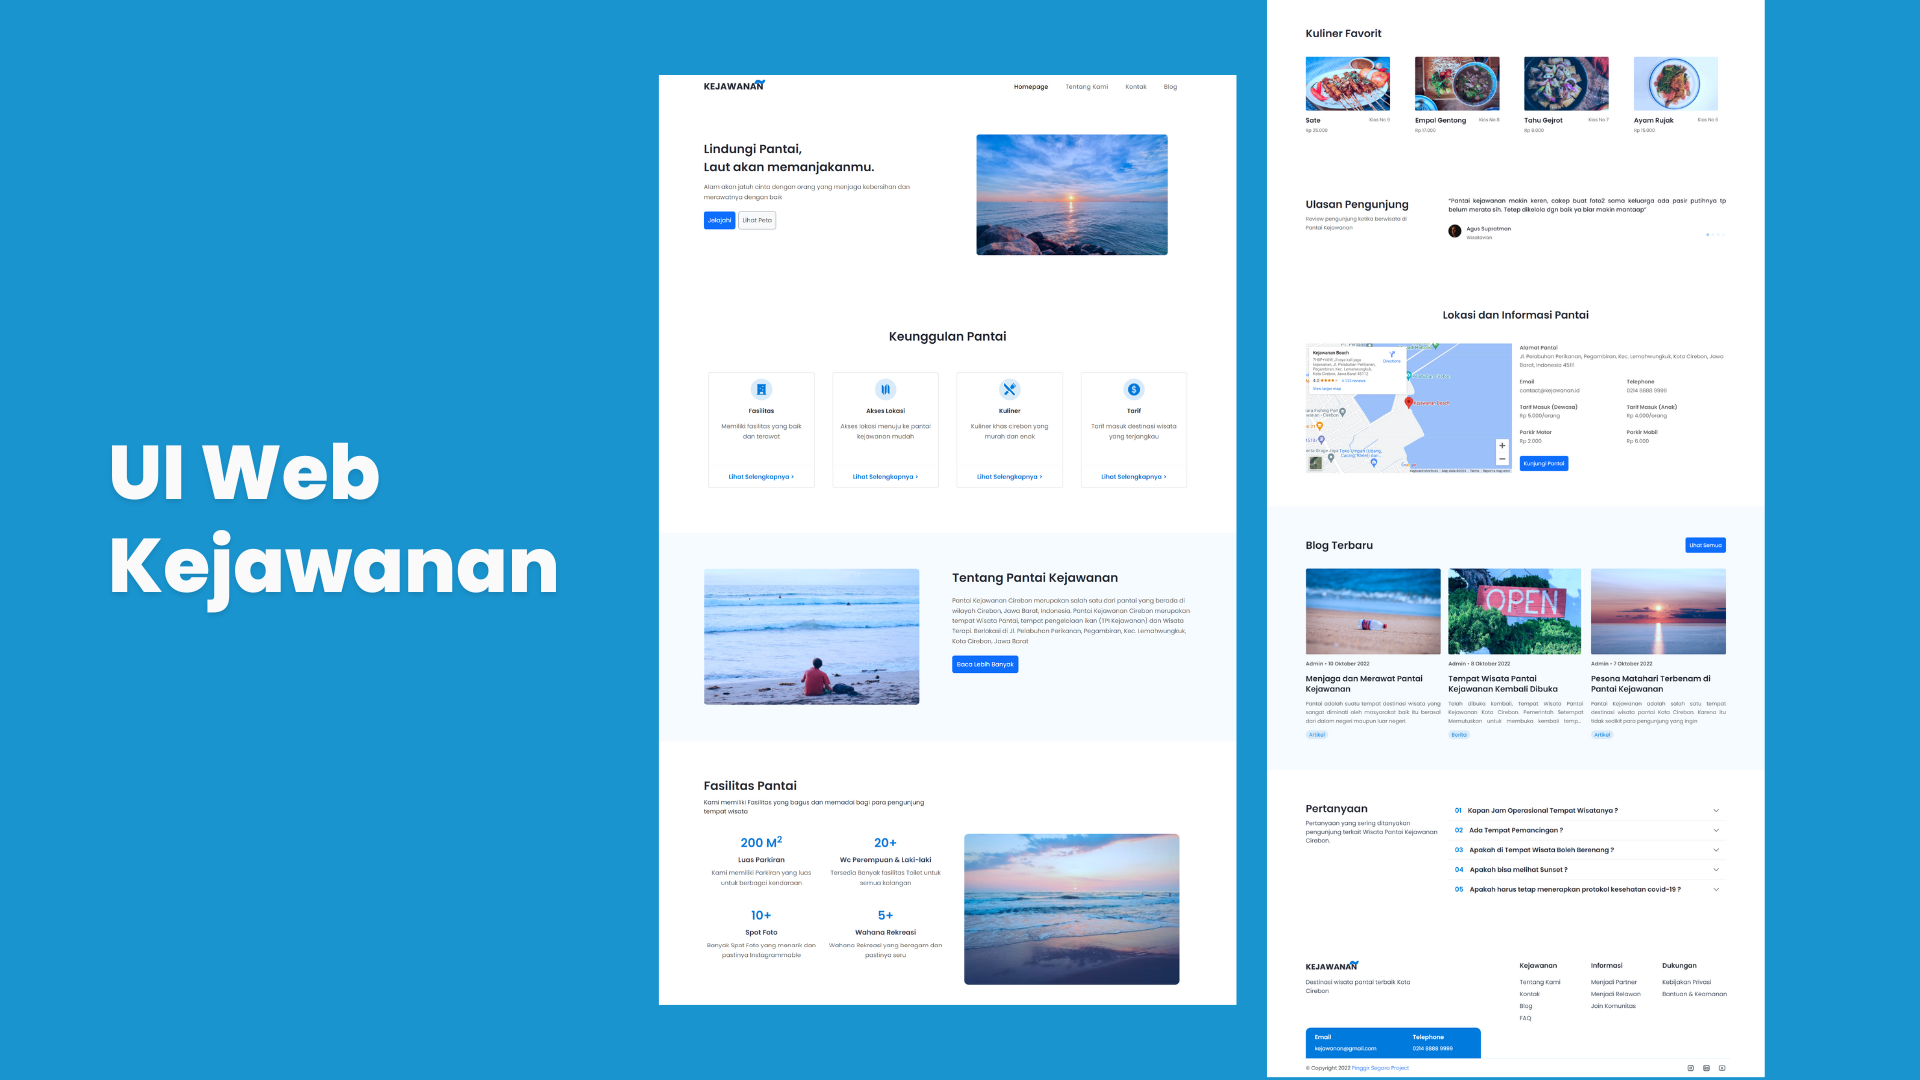 UI Web
Kejawanan
KEJAWANAN
Homepage
Tentang Kami
Kontak
Blog
Lindungi Pantai,
Laut akan memanjakanmu.
Alam akan jatuh cinta dengan orang yang menjaga kebersihan dan
merawatnya dengan baik
Jelajahi
Lihat Peta
Keunggulan Pantai
Fasilitas
Memiliki fasilitas yang baik
dan terawat
Lihat Selengkapnya >
Akses Lokasi
Akses lokasi menuju ke pantai
kejawanan mudah
Lihat Selengkapnya >
Kuliner
Kuliner khas cirebon yang
murah dan enak
Lihat Selengkapnya >
Tarif
Tarif masuk destinasi wisata
yang terjangkau
Lihat Selengkapnya >
Tentang Pantai Kejawanan
Pantai Kejawanan Cirebon merupakan salah satu dari pantai yang berada di
wilayah Cirebon, Jawa Barat, Indonesia. Pantai Kejawanan Cirebon merupakan
tempat Wisata Pantai, tempat pengelolaan ikan (TPI Kejawanan) dan Wisata
Terapi. Berlokasi di Jl. Pelabuhan Perikanan, Pegambiran, Kec. Lemahwungkuk,
Kota Cirebon, Jawa Barat
Baca Lebih Banyak
Fasilitas Pantai
Kami memiliki Fasilitas yang bagus dan memadai bagi para pengunjung
tempat wisata
200 M²
Luas Parkiran
Kami memiliki Parkiran yang luas
untuk berbagai kendaraan
20+
Wc Perempuan & Laki-laki
Tersedia Banyak fasilitas Toilet untuk
semua kalangan
10+
Spot Foto
Banyak Spot Foto yang menarik dan
pastinya Instagrammable
5+
Wahana Rekreasi
Wahana Rekreasi yang beragam dan
pastinya seru
Kuliner Favorit
Sate
Kios No 9
Rp 25.000
Empal Gentong
Kios No.8
Rp 17.000
Tahu Gejrot
Kios No 7
Rp 9.000
Ayam Rujak
Kios No 5
Rp 15.000
Ulasan Pengunjung
Review pengunjung ketika berwisata di
Pantai Kejawanan
"Pantai kejawanan makin keren, cakep buat foto2 sama keluarga ada pasir putihnya tp
belum merata sih. Tetep dikelola dgn baik ya biar makin mantaap"
Agus Supratman
Wisatawan
Lokasi dan Informasi Pantai
Kejawanan Beach
Directions
View larger map
Kejawanan Beach
Google
Alamat Pantai
Jl. Pelabuhan Perikanan, Pegambiran, Kec. Lemahwungkuk, Kota Cirebon, Jawa
Barat, Indonesia 45111
Email
contact@kejawanan.id
Telephone
0214 8888 9999
Tarif Masuk (Dewasa)
Rp 5.000/orang
Tarif Masuk (Anak)
Rp 4.000/orang
Parkir Motor
Rp 2.000
Parkir Mobil
Rp 6.000
Kunjungi Pantai
Blog Terbaru
Lihat Semua
OPEN
Admin • 10 Oktober 2022
Menjaga dan Merawat Pantai
Kejawanan
Pantai adalah suatu tempat destinasi wisata yang
sangat diminati oleh masyarakat baik itu berasal
dari dalam negeri maupun luar negeri.
Artikel
Admin • 8 Oktober 2022
Tempat Wisata Pantai
Kejawanan Kembali Dibuka
Telah dibuka kembali, Tempat Wisata Pantai
Kejawanan Kota Cirebon. Pemerintah Setempat
Memutuskan untuk membuka kembali temp...
Berita
Admin • 7 Oktober 2022
Pesona Matahari Terbenam di
Pantai Kejawanan
Pantai Kejawanan adalah salah satu tempat
destinasi wisata pantai Kota Cirebon. Karena itu
tidak sedikit para pengunjung yang ingin
Artikel
Pertanyaan
Pertanyaan yang sering ditanyakan
pengunjung terkait Wisata Pantai Kejawanan
Cirebon.
01 Kapan Jam Operasional Tempat Wisatanya ?
02 Ada Tempat Pemancingan ?
03 Apakah di Tempat Wisata Boleh Berenang ?
04 Apakah bisa melihat Sunset ?
05 Apakah harus tetap menerapkan protokol kesehatan covid-19 ?
KEJAWANAN
Destinasi wisata pantai terbaik Kota
Cirebon
Kejawanan
Tentang Kami
Kontak
Blog
FAQ
Informasi
Menjadi Partner
Menjadi Relawan
Join Komunitas
Dukungan
Kebijakan Privasi
Bantuan & Keamanan
Email
kejawanan@gmail.com
Telephone
0214 8888 9999
© Copyright 2022 Pinggir Segara Project